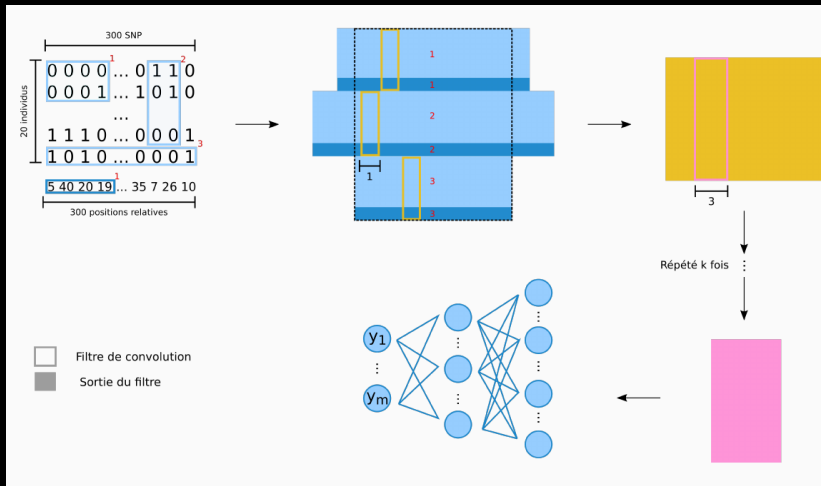 300 SNP
20 individus
1
2
0 0 0 0 ... 0 1 1 0
0 0 0 1 ... 1 0 1 0
...
1 1 1 0 ... 0 0 0 1
3
1 0 1 0 ... 0 0 0 1
1
5 40 20 19 ... 35 7 26 10
300 positions relatives
1
1
2
2
1
3
3
3
Répété k fois
⋮
y1
⋮
ym
⋮
⋮
⋮
⋮
Filtre de convolution
Sortie du filtre